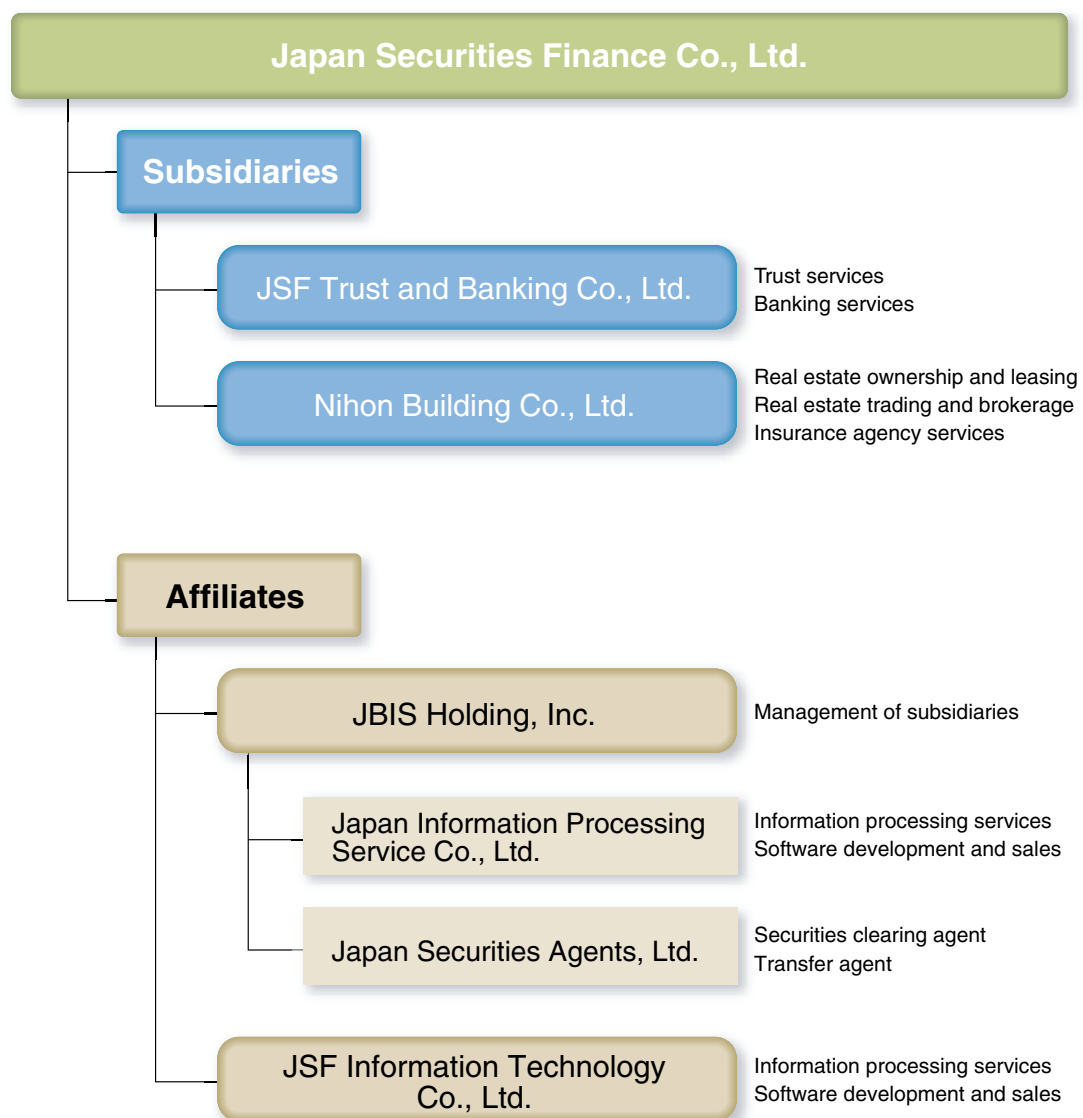 Japan Securities Finance Co., Ltd.
Subsidiaries
JSF Trust and Banking Co., Ltd.
Trust services
Banking services
Nihon Building Co., Ltd.
Real estate ownership and leasing
Real estate trading and brokerage
Insurance agency services
Affiliates
JBIS Holding, Inc.
Management of subsidiaries
Japan Information Processing
Service Co., Ltd.
Information processing services
Software development and sales
Japan Securities Agents, Ltd.
Securities clearing agent
Transfer agent
JSF Information Technology
Co., Ltd.
Information processing services
Software development and sales